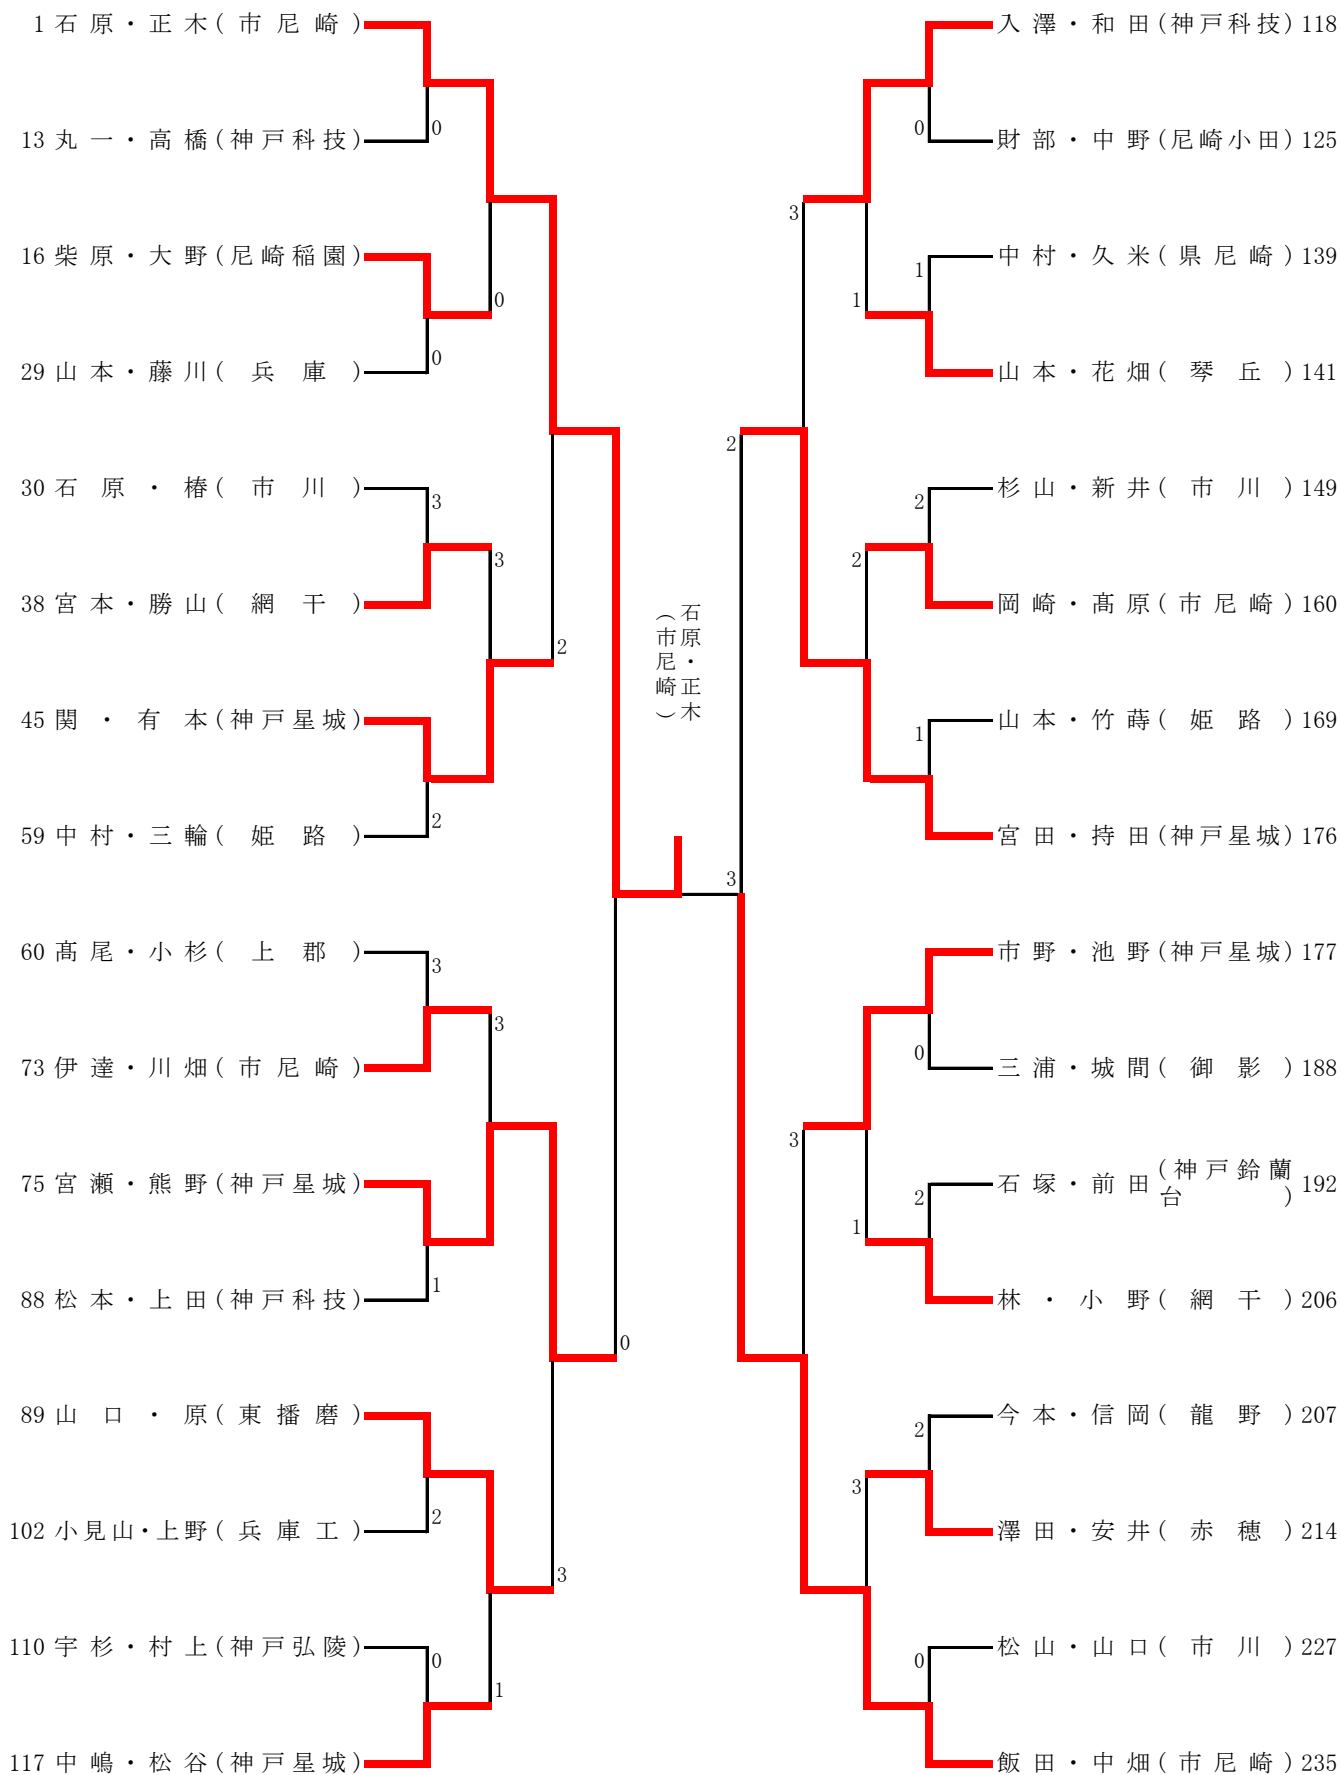 1 石原・正木(市尼崎)
0
13 丸一・高橋(神戸科技)
16 柴原・大野(尼崎稲園)
0
0
29 山本・藤川(兵庫)
30 石原・椿(市川)
3
3
38 宮本・勝山(網干)
2
45 関・有本(神戸星城)
2
59 中村・三輪(姫路)
60 髙尾・小杉(上郡)
3
3
73 伊達・川畑(市尼崎)
75 宮瀬・熊野(神戸星城)
1
88 松本・上田(神戸科技)
0
89 山口・原(東播磨)
2
102 小見山・上野(兵庫工)
3
110 宇杉・村上(神戸弘陵)
0
1
117 中嶋・松谷(神戸星城)
石原・正木
(市尼崎)
入澤・和田(神戸科技) 118
0
財部・中野(尼崎小田) 125
3
中村・久米(県尼崎) 139
1
1
山本・花畑(琴丘) 141
2
杉山・新井(市川) 149
2
2
岡崎・髙原(市尼崎) 160
山本・竹蒔(姫路) 169
1
宮田・持田(神戸星城) 176
3
市野・池野(神戸星城) 177
0
三浦・城間(御影) 188
3
石塚・前田(神戸鈴蘭
台) 192
2
1
林・小野(網干) 206
今本・信岡(龍野) 207
2
3
澤田・安井(赤穂) 214
松山・山口(市川) 227
0
飯田・中畑(市尼崎) 235